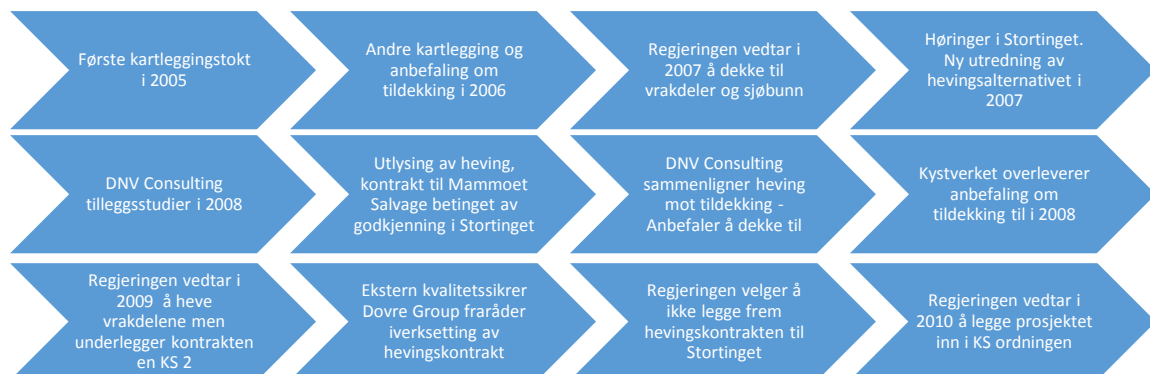 Første kartleggingstokt
i 2005
Andre kartlegging og
anbefaling om
tildekking i 2006
Regjeringen vedtar i
2007 å dekke til
vrakdeler og sjøbunn
Høringer i Stortinget.
Ny utredning av
hevingsalternativet i
2007
DNV Consulting
tilleggsstudier i 2008
Utlysing av heving,
kontrakt til Mammoet
Salvage betinget av
godkjenning i Stortinget
DNV Consulting
sammenligner heving
mot tildekking -
Anbefaler å dekke til
Kystverket overleverer
anbefaling om
tildekking til i 2008
Regjeringen vedtar i
2009 å heve
vrakdelene men
underlegger kontrakten
en KS 2
Ekstern kvalitetssikrer
Dovre Group fraråder
iverksetting av
hevingskontrakt
Regjeringen velger å
ikke legge frem
hevingskontrakten til
Stortinget
Regjeringen vedtar i
2010 å legge prosjektet
inn i KS ordningen